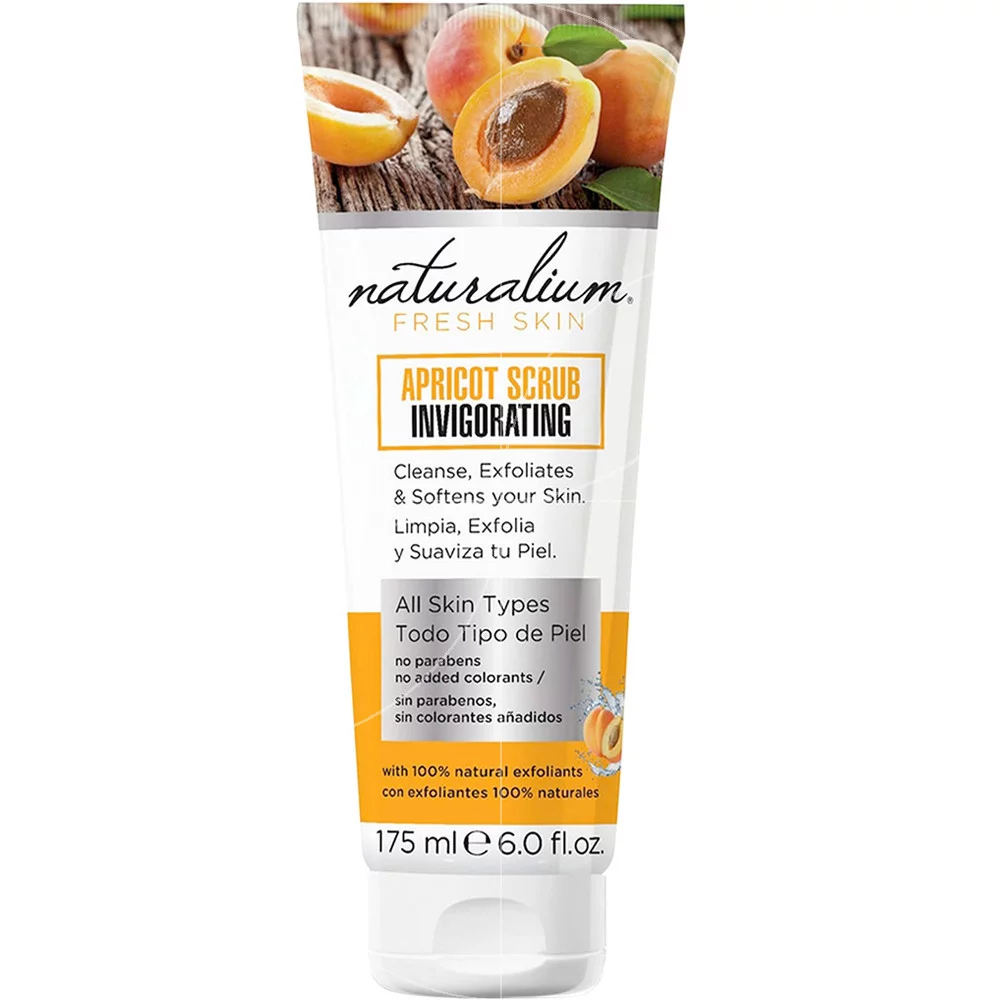 naturalium®
FRESH SKIN
APRICOT SCRUB
INVIGORATING
Cleanse, Exfoliates
& Softens your Skin.
Limpia, Exfolia
y Suaviza tu Piel.
All Skin Types
Todo Tipo de Piel
no parabens
no added colorants /
sin parabenos,
sin colorantes añadidos
with 100% natural exfoliants
con exfoliantes 100% naturales
175 ml ℮ 6.0 fl.oz.